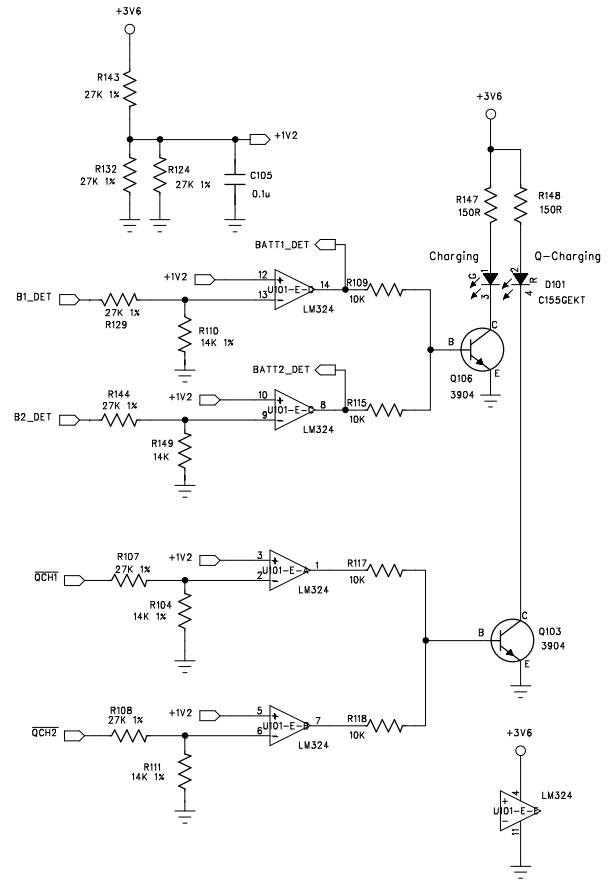 +3V6
R143
27K 1%
+1V2
R132
27K 1%
R124
27K 1%
C105
0.1u
+3V6
R147
150R
R148
150R
Charging
Q-Charging
G
1
3
2
R
4
D101
C155GEKT
BATT1_DET
+1V2
12
+
U101-E-D
14
13
-
LM324
R109
10K
B1_DET
27K 1%
R129
R110
14K 1%
B
C
E
Q106
3904
BATT2_DET
+1V2
10
+
U101-E-C
8
9
-
LM324
R115
10K
B2_DET
R144
27K 1%
R149
14K
+1V2
3
+
U101-E-A
1
2
-
LM324
R117
10K
QCH1
R107
27K 1%
R104
14K 1%
B
C
E
Q103
3904
+1V2
5
+
U101-E-B
7
6
-
LM324
R118
10K
QCH2
R108
27K 1%
R111
14K 1%
+3V6
4
+
U101-E-E
-
11
LM324